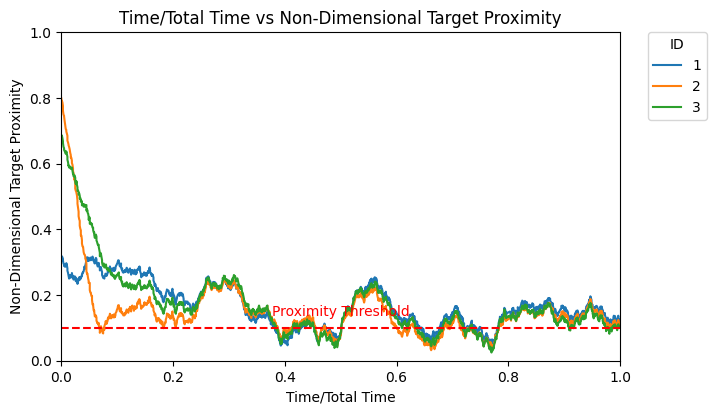 Time/Total Time vs Non-Dimensional Target Proximity
ID
1
2
3
Non-Dimensional Target Proximity
1.0
0.8
0.6
0.4
0.2
0.0
Proximity Threshold
0.0 0.2 0.4 0.6 0.8 1.0
Time/Total Time